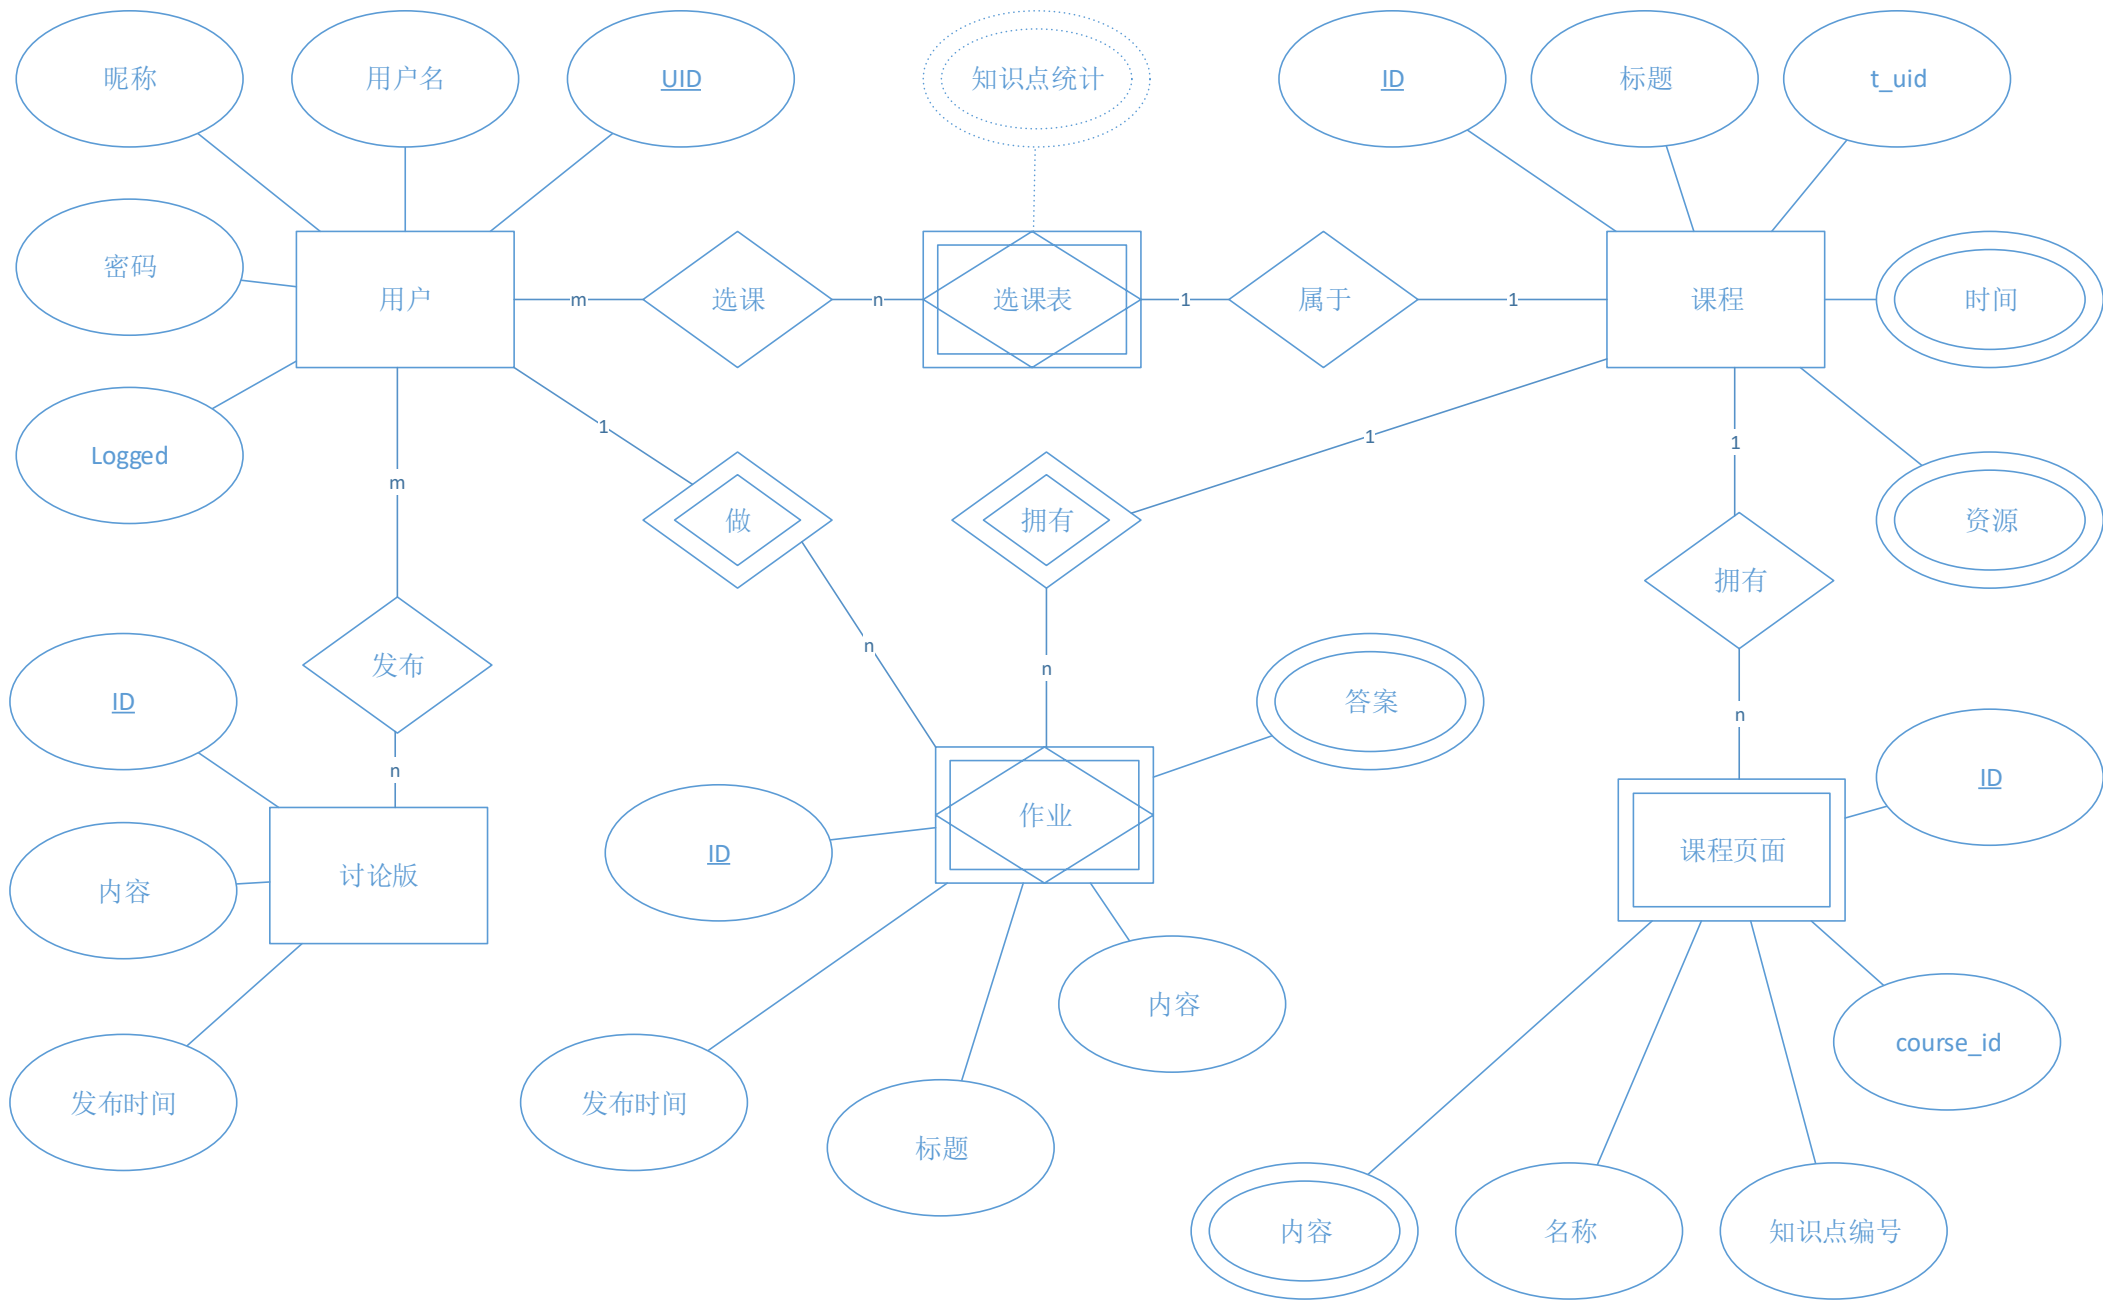 昵称
用户名
UID
知识点统计
ID
标题
t_uid
密码
用户
m
选课
n
选课表
1
属于
1
课程
时间
Logged
1
1
1
m
做
拥有
资源
拥有
n
发布
n
ID
答案
n
n
ID
讨论版
内容
ID
作业
课程页面
内容
course_id
发布时间
发布时间
标题
内容
名称
知识点编号